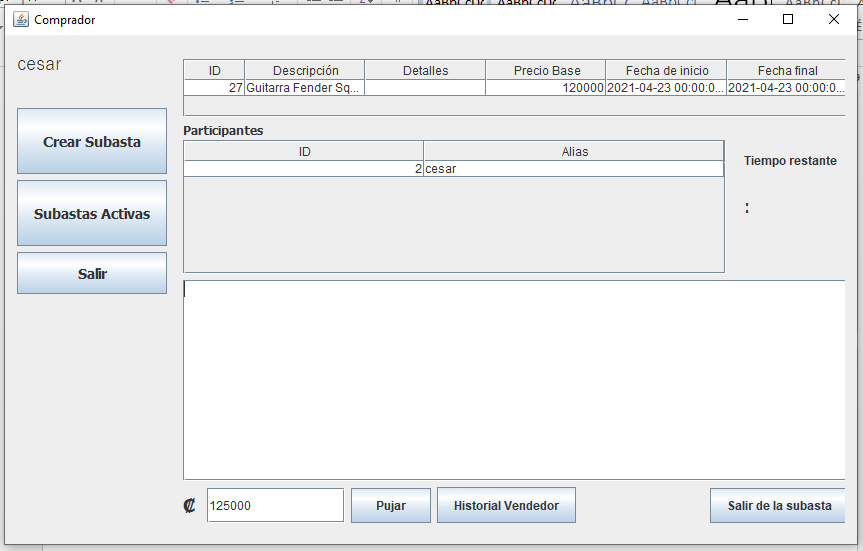 Comprador
cesar
ID Descripción Detalles Precio Base Fecha de inicio Fecha final
27 Guitarra Fender Sq... 120000 2021-04-23 00:00:0... 2021-04-23 00:00:0...
Crear Subasta
Subastas Activas
Salir
Participantes
ID Alias
2 cesar
Tiempo restante
:
₡ 125000 Pujar Historial Vendedor Salir de la subasta